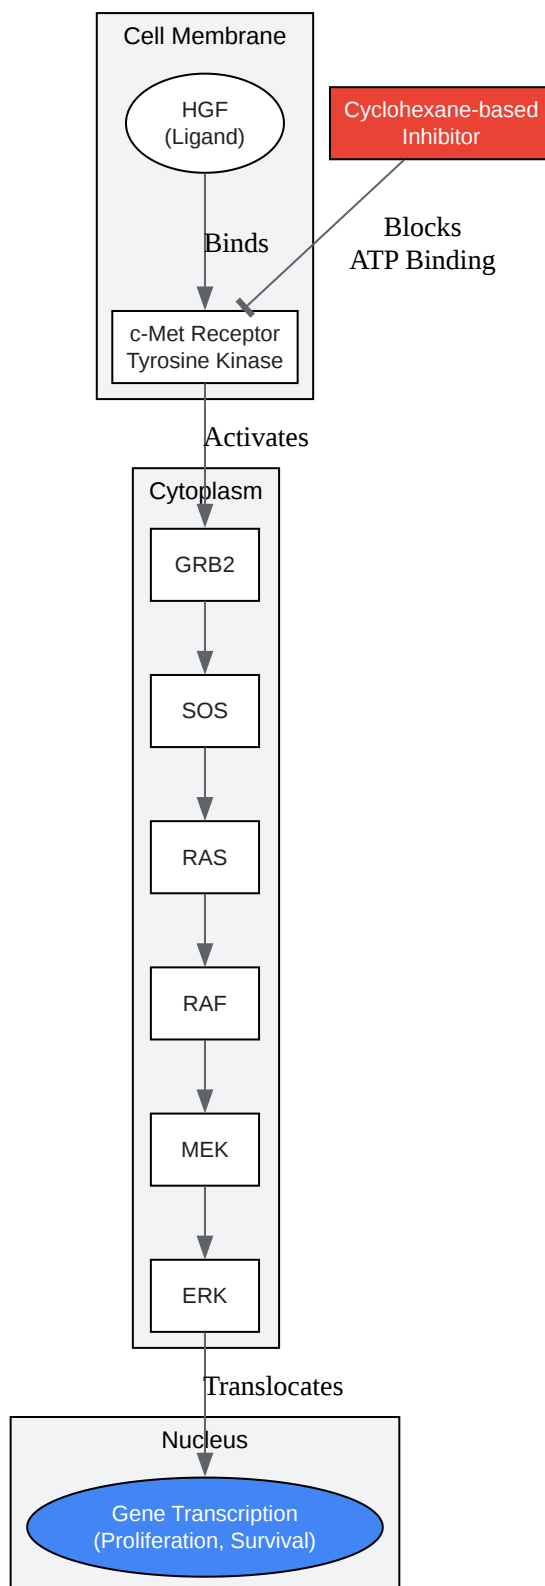 Cell Membrane
HGF
(Ligand)
Cyclohexane-based
Inhibitor
Binds
Blocks
ATP Binding
c-Met Receptor
Tyrosine Kinase
Activates
Cytoplasm
GRB2
SOS
RAS
RAF
MEK
ERK
Translocates
Nucleus
Gene Transcription
(Proliferation, Survival)